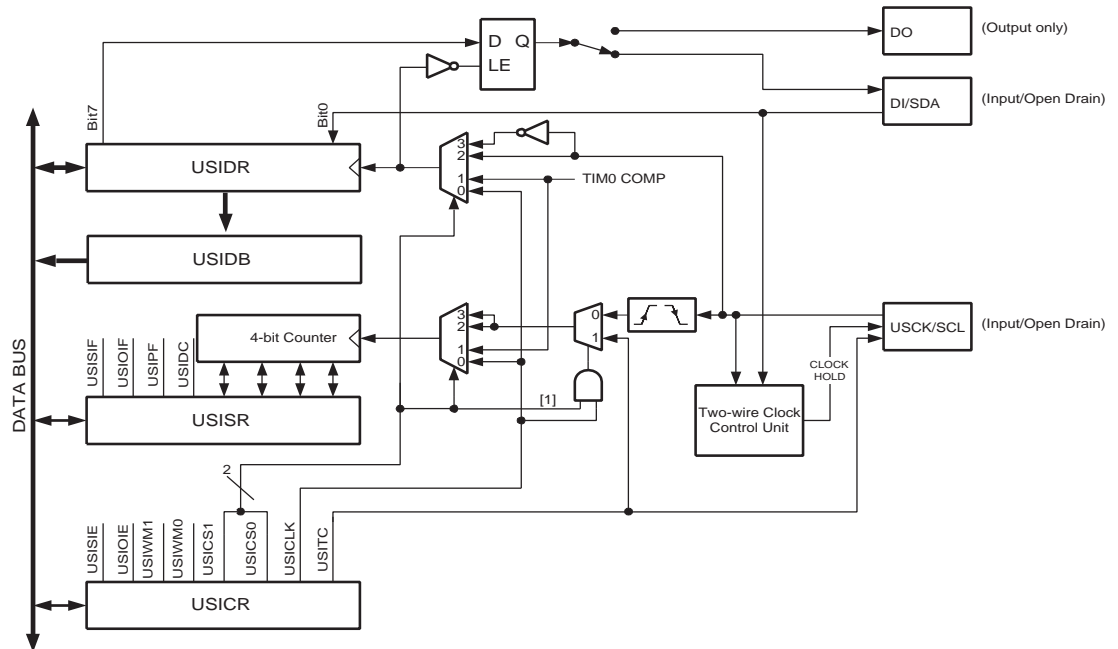 DO
(Output only)
D Q
LE
DI/SDA
(Input/Open Drain)
Bit7
Bit0
USIDR
3
2
1
0
TIM0 COMP
USIDB
DATA BUS
4-bit Counter
3
2
1
0
0
1
USCK/SCL
(Input/Open Drain)
CLOCK
HOLD
USISIF
USIOIF
USIPF
USIDC
[1]
USISR
Two-wire Clock
Control Unit
2
USISIE
USIOIE
USIWM1
USIWM0
USICS1
USICS0
USICLK
USITC
USICR